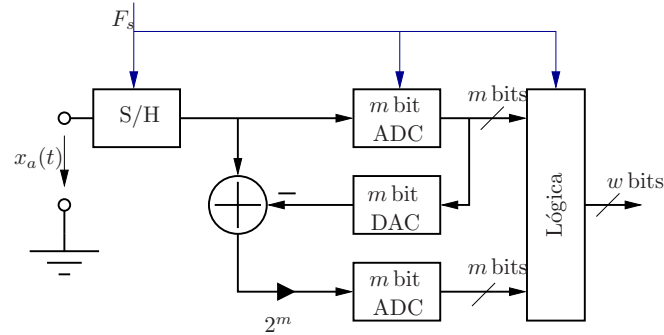 F_s
S/H
m bit
ADC
m bits
x_a(t)
m bit
DAC
Lógica
w bits
m bit
ADC
m bits
2^m